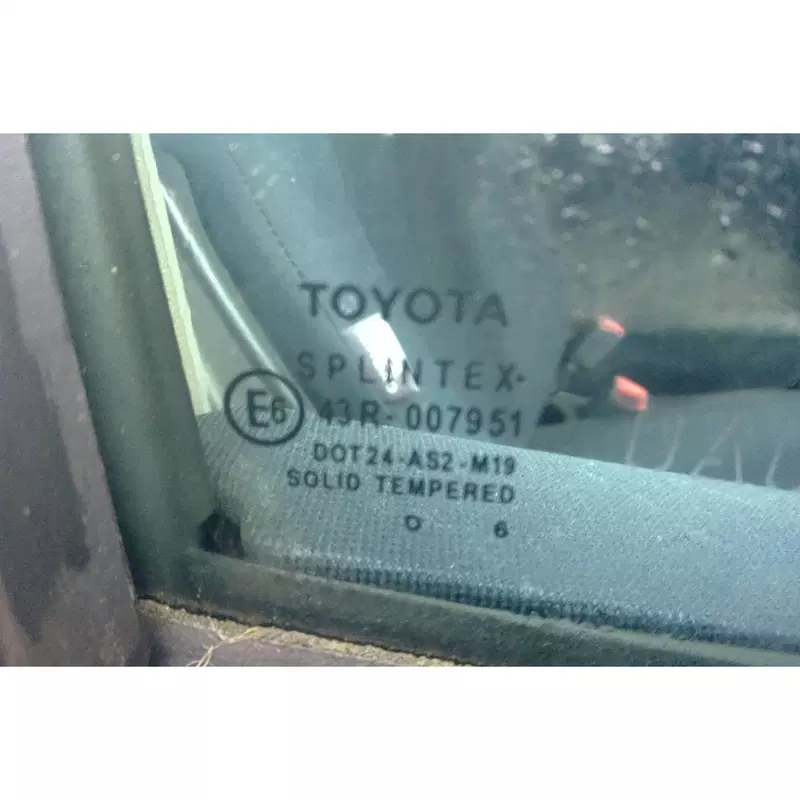 TOYOTA
SPLINTEX
E6 43R-007951
DOT24-AS2-M19
SOLID TEMPERED
D 6